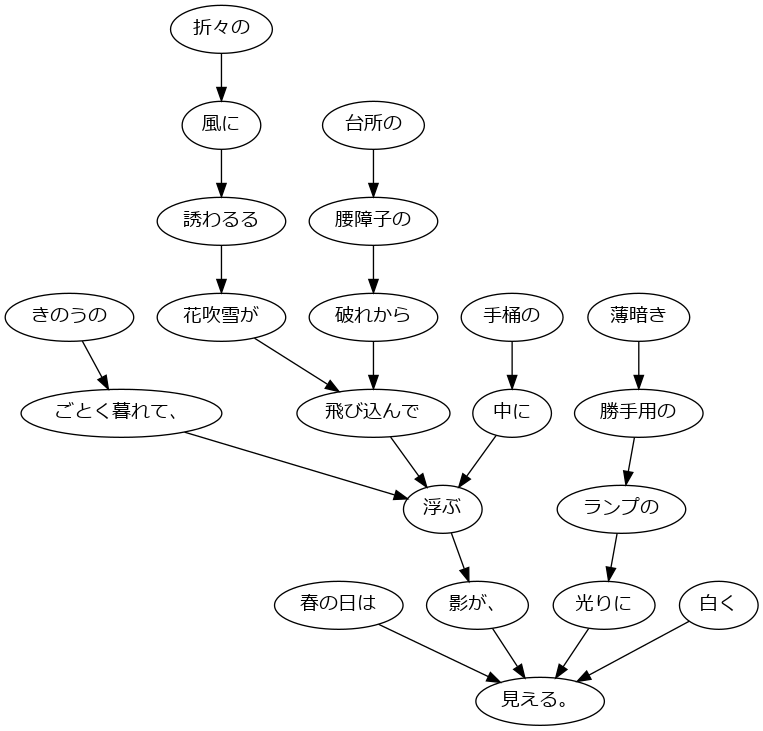 折々の
風に
台所の
誘わるる
腰障子の
きのうの
花吹雪が
破れから
手桶の
薄暗き
ごとく暮れて、
飛び込んで
中に
勝手用の
浮ぶ
ランプの
春の日は
影が、
光りに
白く
見える。